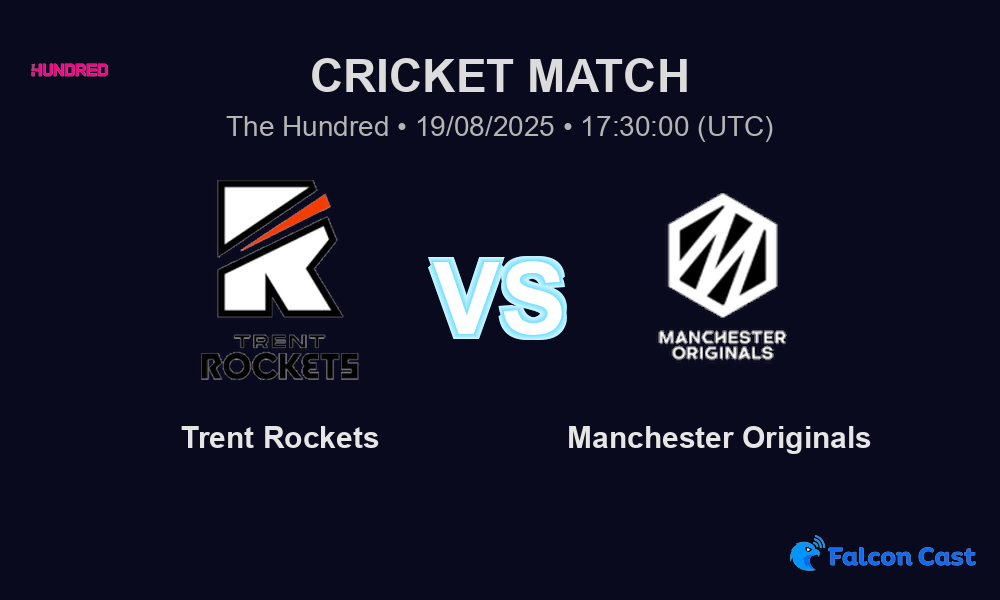 HUNDRED
CRICKET MATCH
The Hundred • 19/08/2025 • 17:30:00 (UTC)
VS
TRENT
ROCKETS
MANCHESTER
ORIGINALS
Trent Rockets
Manchester Originals
Falcon Cast